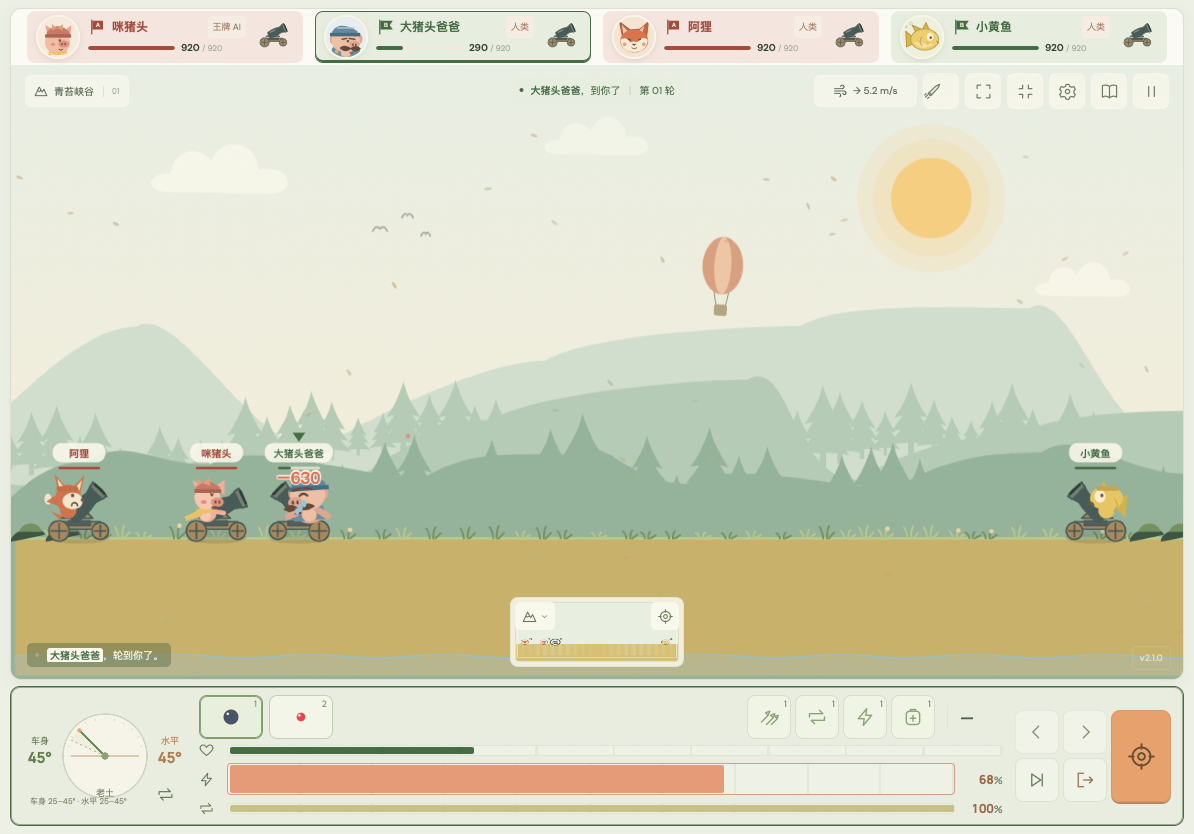 A 咪猪头 王牌 AI
920 / 920
B 大猪头爸爸 人类
290 / 920
A 阿狸 人类
920 / 920
B 小黄鱼 人类
920 / 920
青苔峡谷 01
大猪头爸爸，到你了 第 01 轮
→ 5.2 m/s
阿狸
咪猪头
大猪头爸爸
小黄鱼
−630
大猪头爸爸，轮到你了。
v2.1.0
车身
45°
水平
45°
老土
车身 25–45° · 水平 25–45°
1
2
1
1
1
1
68%
100%